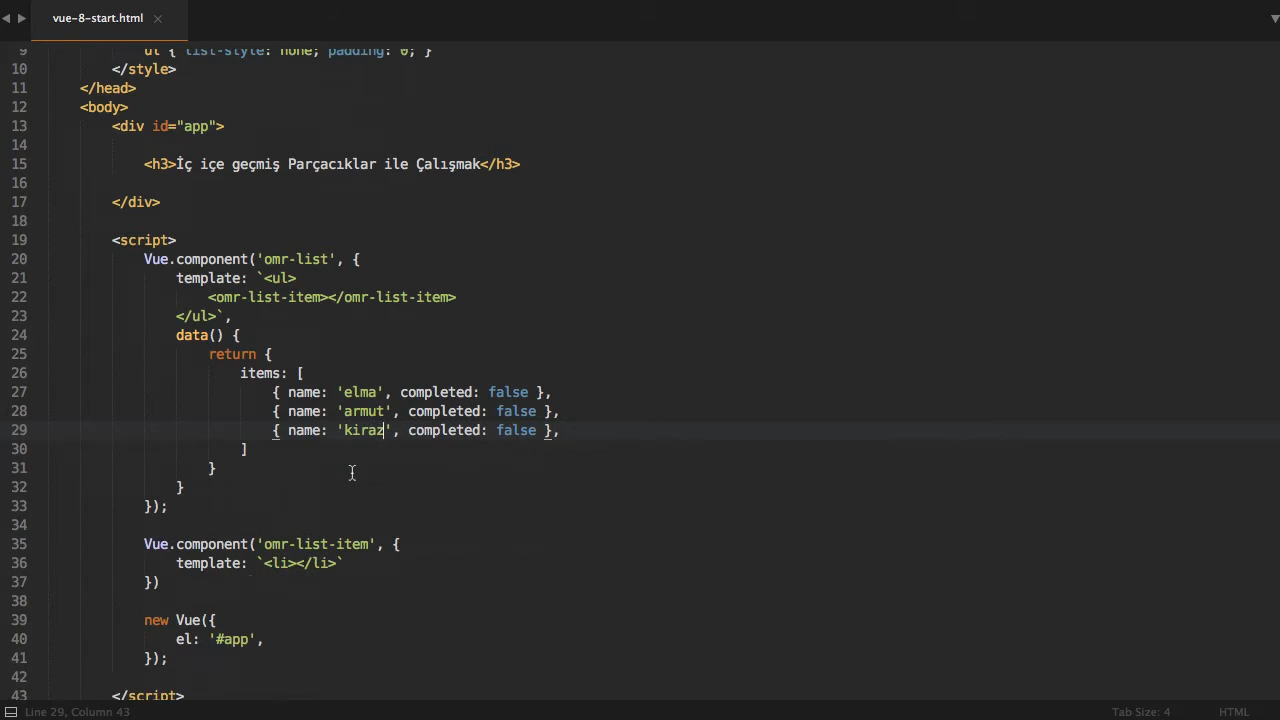 vue-8-start.html ×
9 ul { list-style: none; padding: 0; }
10 </style>
11 </head>
12 <body>
13 <div id="app">
14
15 <h3>İç içe geçmiş Parçacıklar ile Çalışmak</h3>
16
17 </div>
18
19 <script>
20 Vue.component('omr-list', {
21 template: `<ul>
22 <omr-list-item></omr-list-item>
23 </ul>`,
24 data() {
25 return {
26 items: [
27 { name: 'elma', completed: false },
28 { name: 'armut', completed: false },
29 { name: 'kiraz', completed: false },
30 ]
31 }
32 }
33 });
34
35 Vue.component('omr-list-item', {
36 template: `<li></li>`
37 })
38
39 new Vue({
40 el: '#app',
41 });
42
43 </script>
Line 29, Column 43 Tab Size: 4 HTML